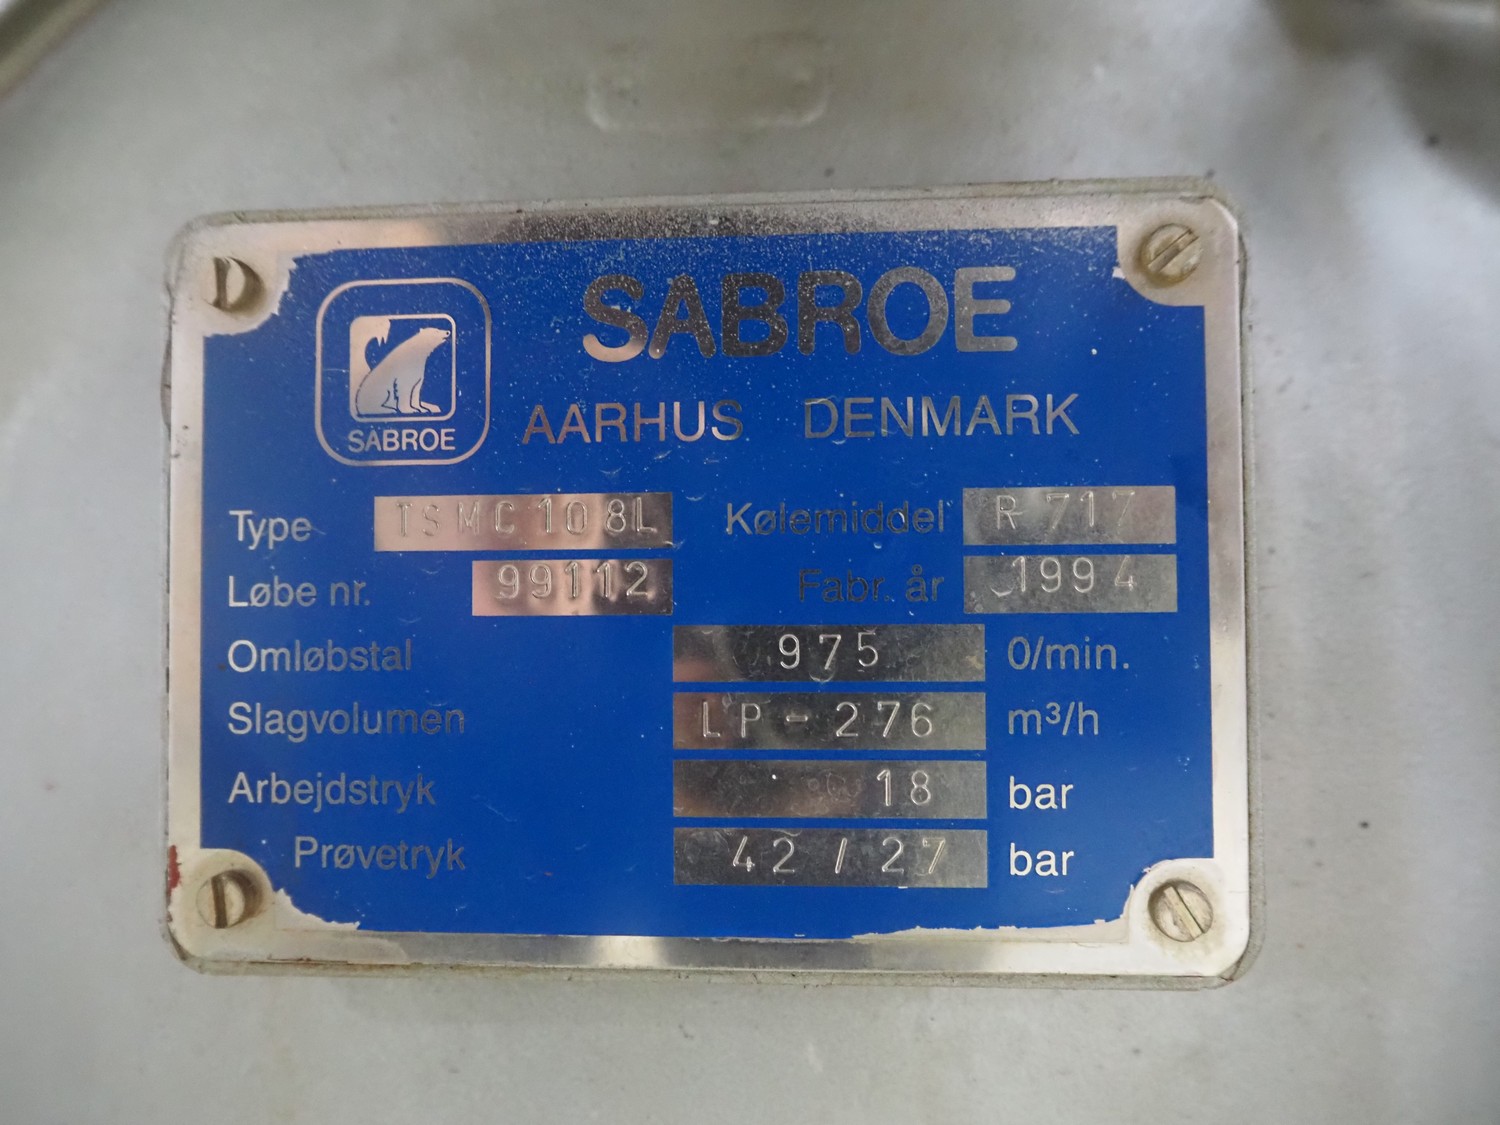 SABROE
SABROE
AARHUS DENMARK
Type TSMC 108L Kølemiddel R 717
Løbe nr. 99112 Fabr. år 1994
Omløbstal 975 0/min.
Slagvolumen LP-276 m³/h
Arbejdstryk 18 bar
Prøvetryk 42/27 bar